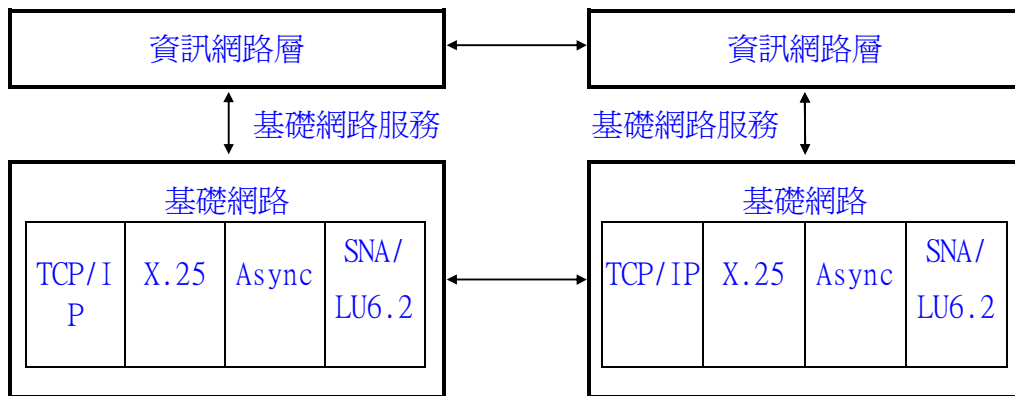 資訊網路層
資訊網路層
基礎網路服務
基礎網路服務
基礎網路
TCP/I
P
X.25
Async
SNA/
LU6.2
基礎網路
TCP/IP
X.25
Async
SNA/
LU6.2